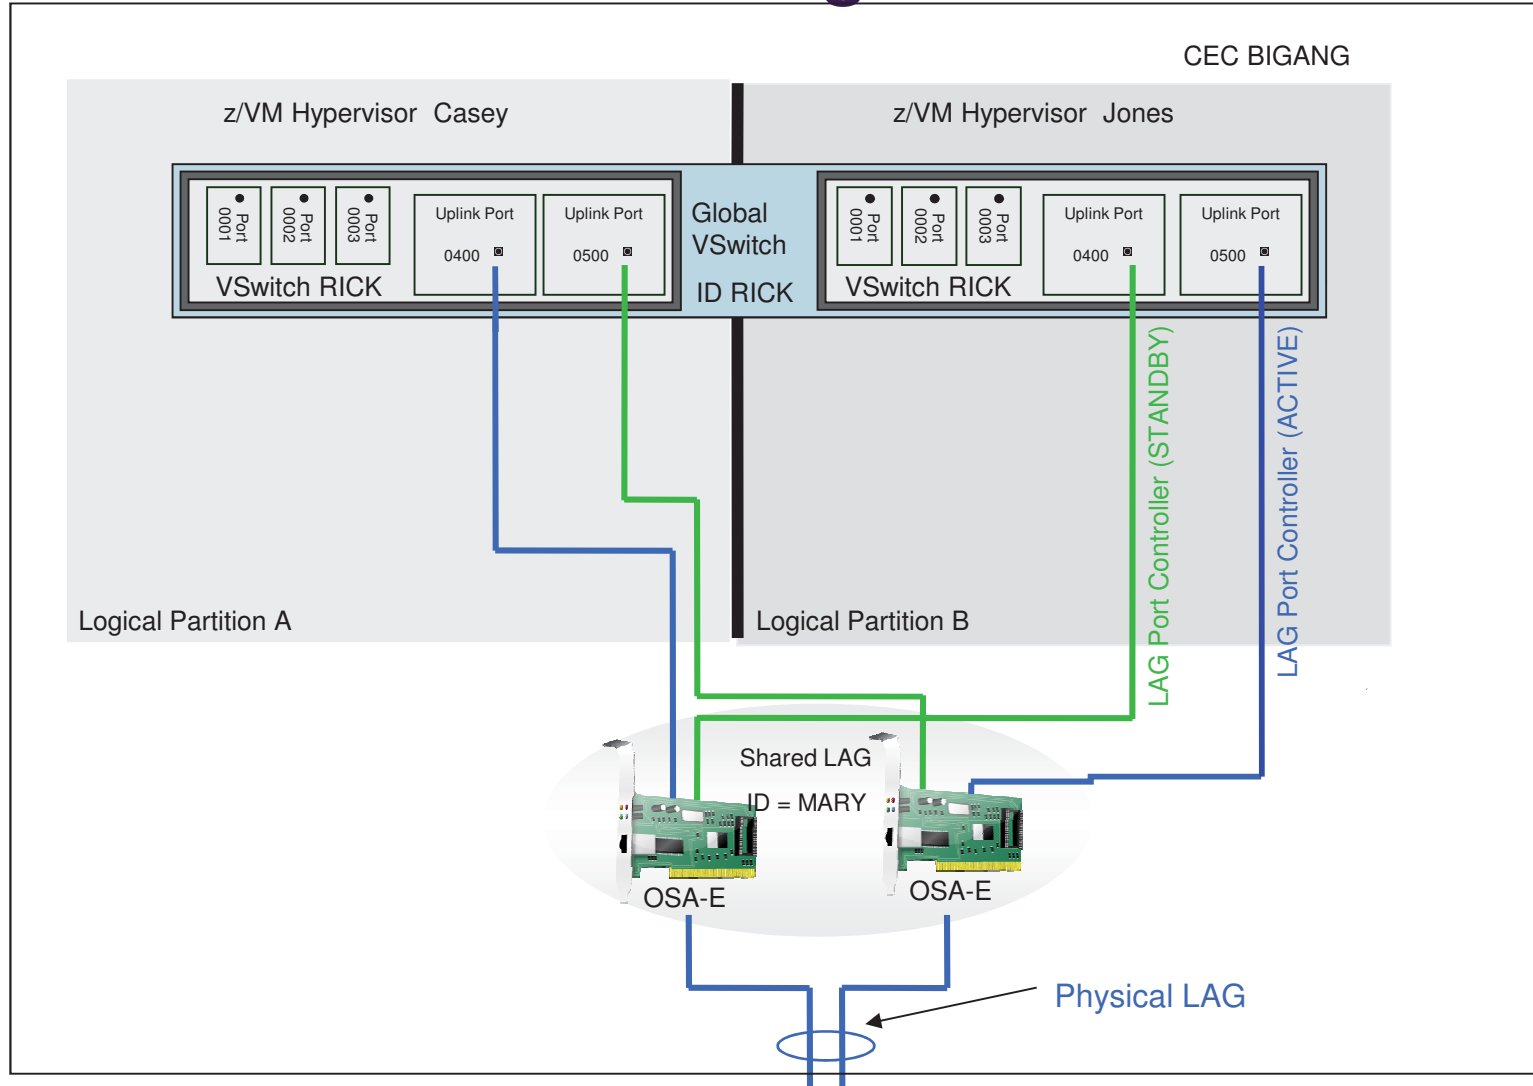 CEC BIGANG
z/VM Hypervisor Casey
z/VM Hypervisor Jones
Port
0001
Port
0002
Port
0003
Uplink Port
0400
Uplink Port
0500
VSwitch RICK
Global
VSwitch
ID RICK
Port
0001
Port
0002
Port
0003
Uplink Port
0400
Uplink Port
0500
VSwitch RICK
LAG Port Controller (STANDBY)
LAG Port Controller (ACTIVE)
Logical Partition A
Logical Partition B
Shared LAG
ID = MARY
OSA-E
OSA-E
Physical LAG